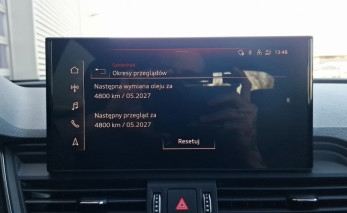 Samochód
13:48
Okresy przeglądów
Następna wymiana oleju za
4800 km / 05.2027
Następny przegląd za
4800 km / 05.2027
Resetuj